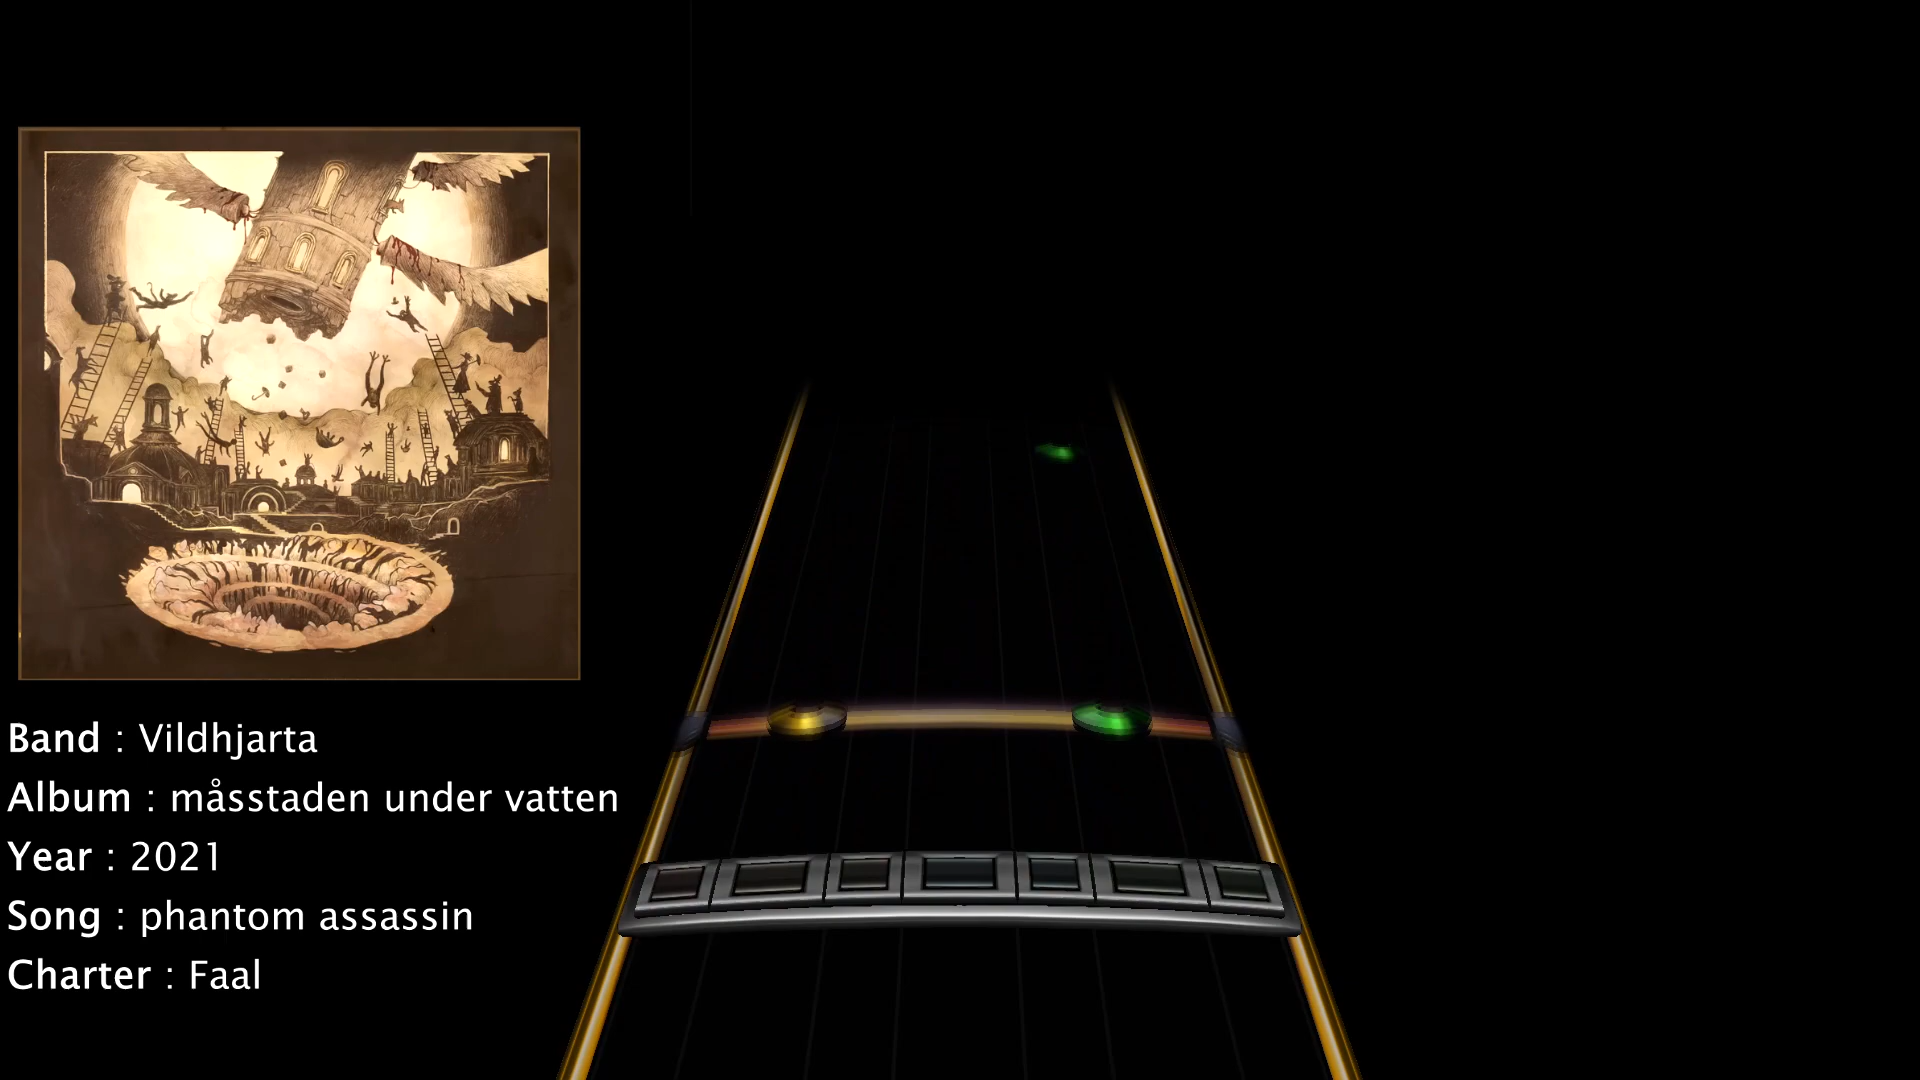 Band : Vildhjarta
Album : måsstaden under vatten
Year : 2021
Song : phantom assassin
Charter : Faal